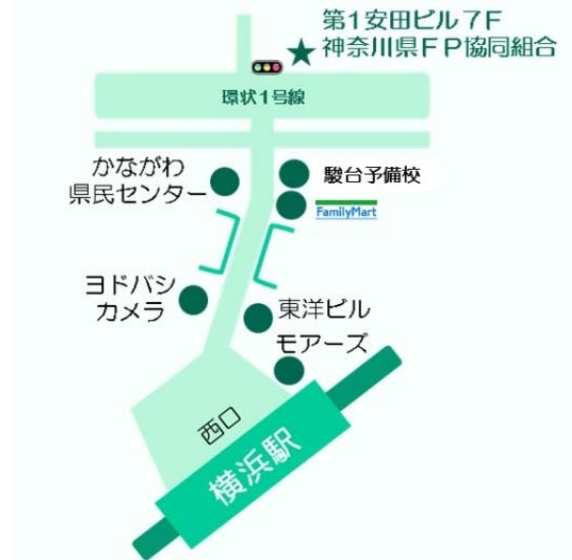 第1安田ビル7F
神奈川県FP協同組合
環状1号線
かながわ
県民センター
駿台予備校
FamilyMart
ヨドバシ
カメラ
東洋ビル
モアーズ
西口
横浜駅